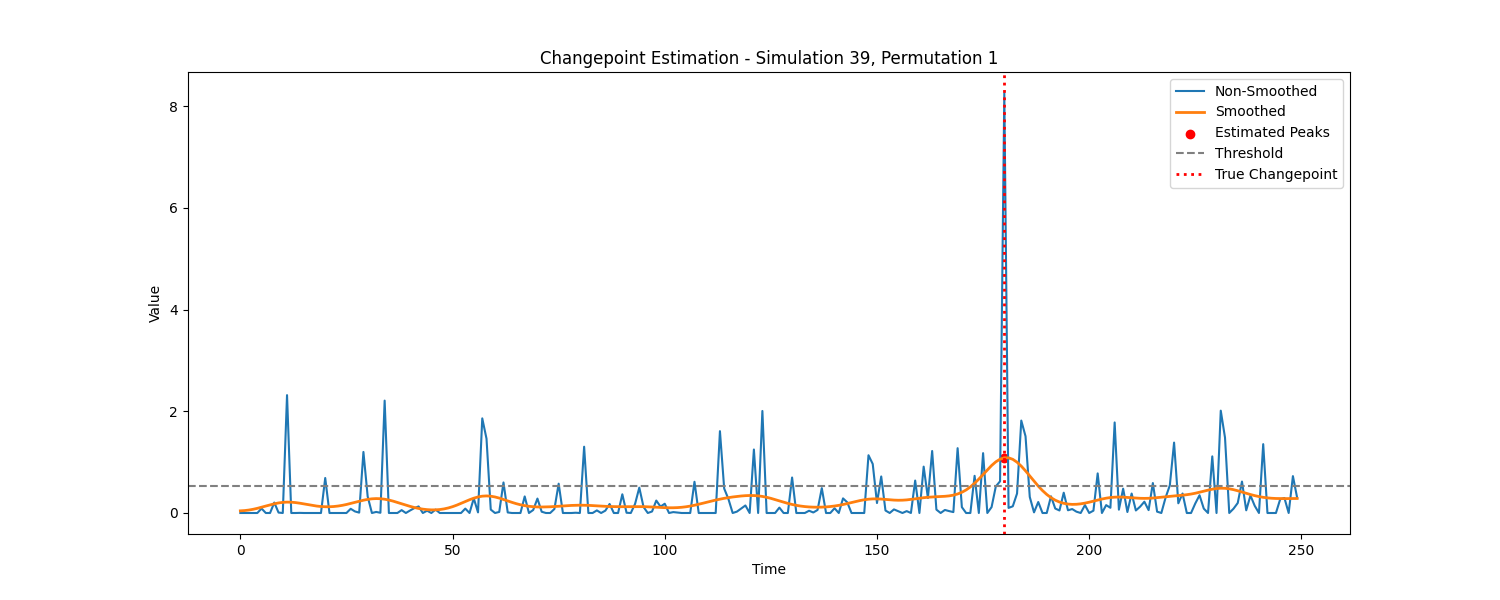 Changepoint Estimation - Simulation 39, Permutation 1
Non-Smoothed
Smoothed
Estimated Peaks
Threshold
True Changepoint
Value
8
6
4
2
0
0
50
100
150
200
250
Time